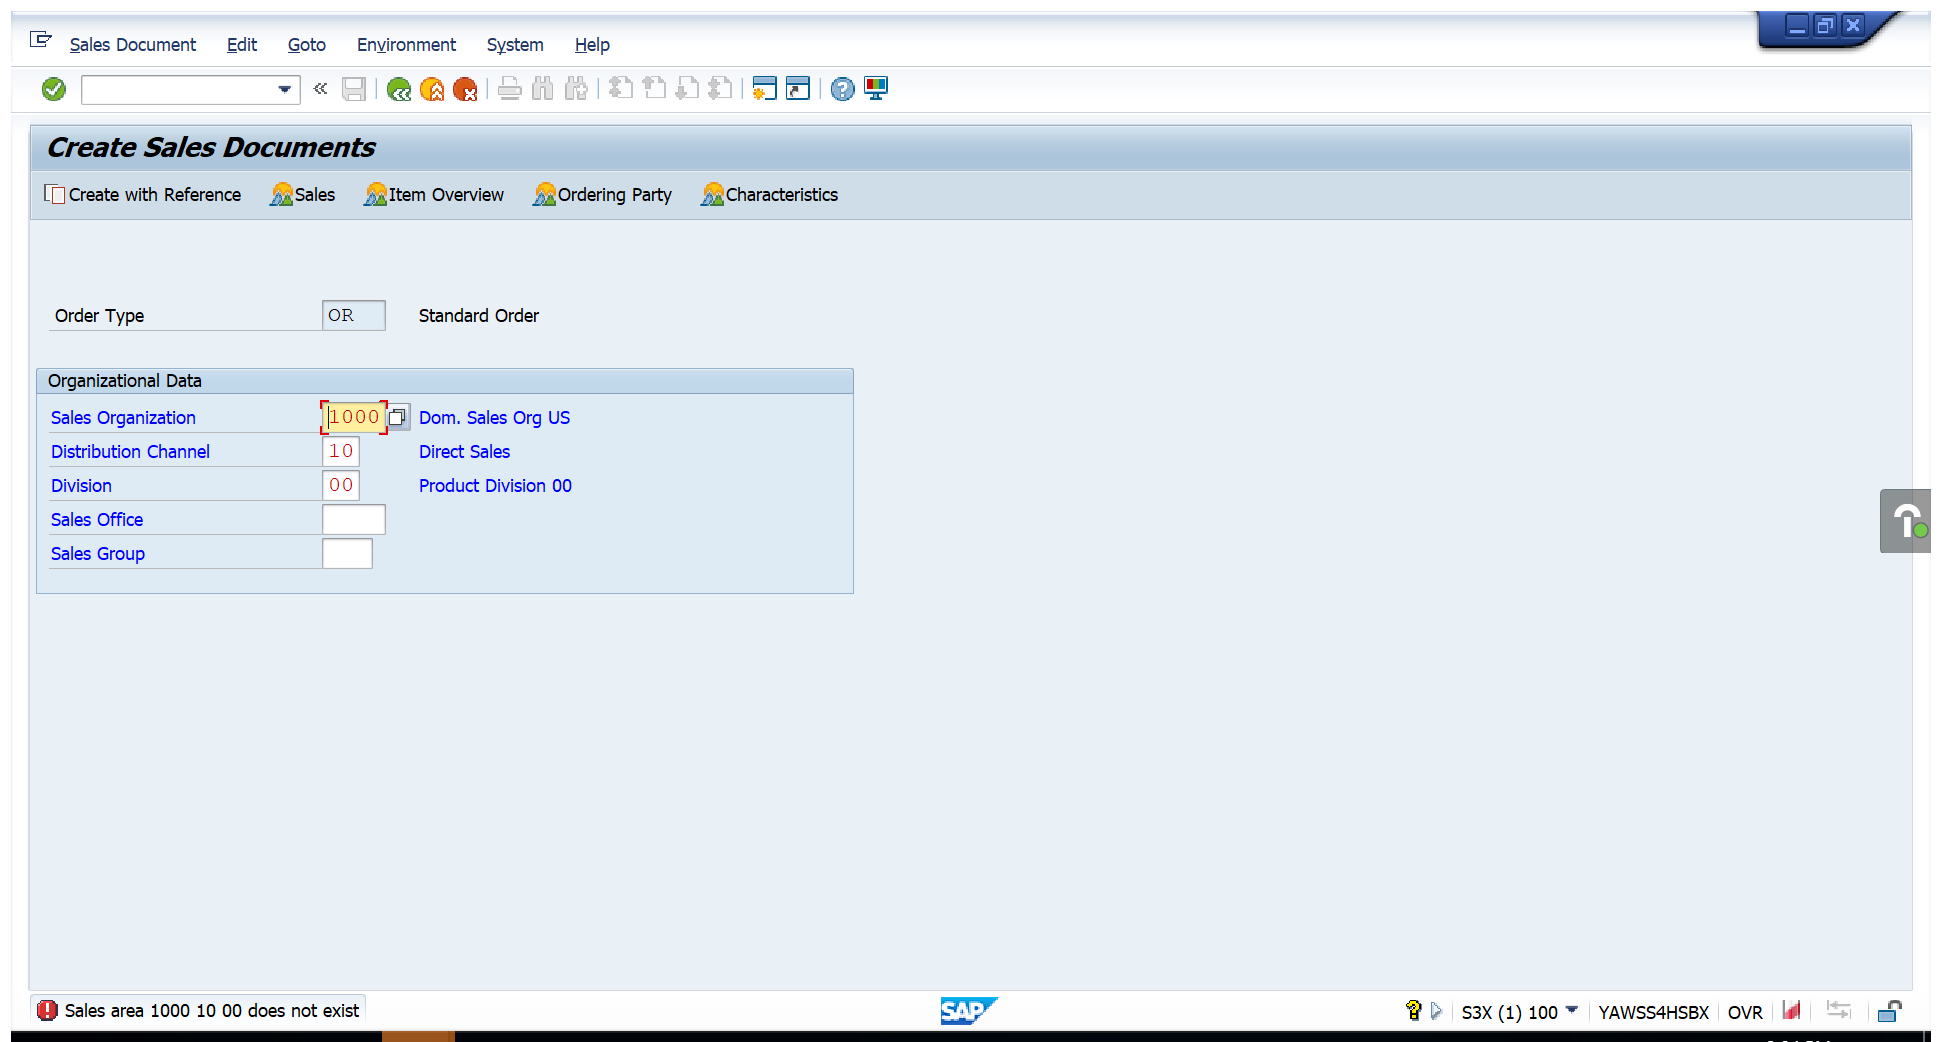 Sales Document Edit Goto Environment System Help
Create Sales Documents
Create with Reference Sales Item Overview Ordering Party Characteristics
Order Type OR Standard Order
Organizational Data
Sales Organization 1000 Dom. Sales Org US
Distribution Channel 10 Direct Sales
Division 00 Product Division 00
Sales Office
Sales Group
Sales area 1000 10 00 does not exist SAP S3X (1) 100 YAWSS4HSBX OVR